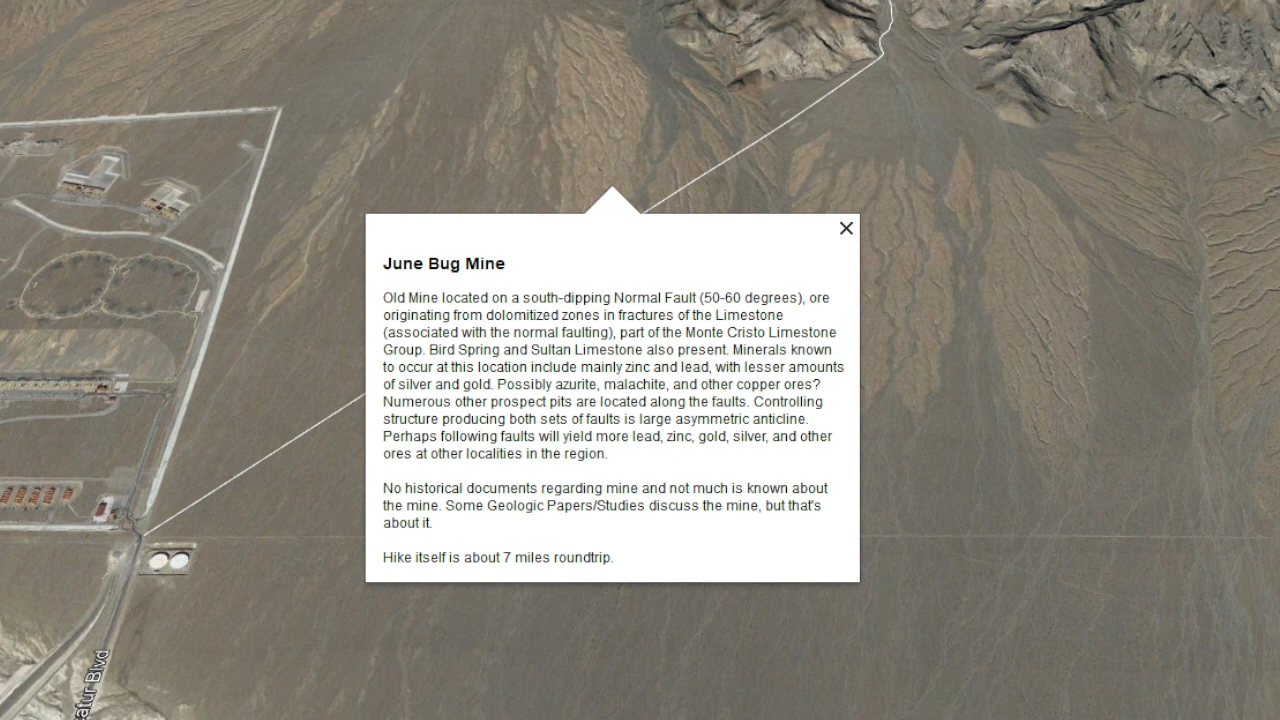 June Bug Mine
Old Mine located on a south-dipping Normal Fault (50-60 degrees), ore
originating from dolomitized zones in fractures of the Limestone
(associated with the normal faulting), part of the Monte Cristo Limestone
Group. Bird Spring and Sultan Limestone also present. Minerals known
to occur at this location include mainly zinc and lead, with lesser amounts
of silver and gold. Possibly azurite, malachite, and other copper ores?
Numerous other prospect pits are located along the faults. Controlling
structure producing both sets of faults is large asymmetric anticline.
Perhaps following faults will yield more lead, zinc, gold, silver, and other
ores at other localities in the region.
No historical documents regarding mine and not much is known about
the mine. Some Geologic Papers/Studies discuss the mine, but that's
about it.
Hike itself is about 7 miles roundtrip.
Blvd